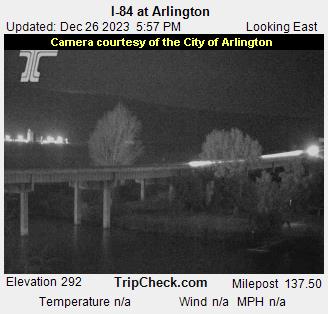 I-84 at Arlington
Updated: Dec 26 2023 5:57 PM Looking East
Camera courtesy of the City of Arlington
Elevation 292 TripCheck.com Milepost 137.50
Temperature n/a Wind n/a MPH n/a